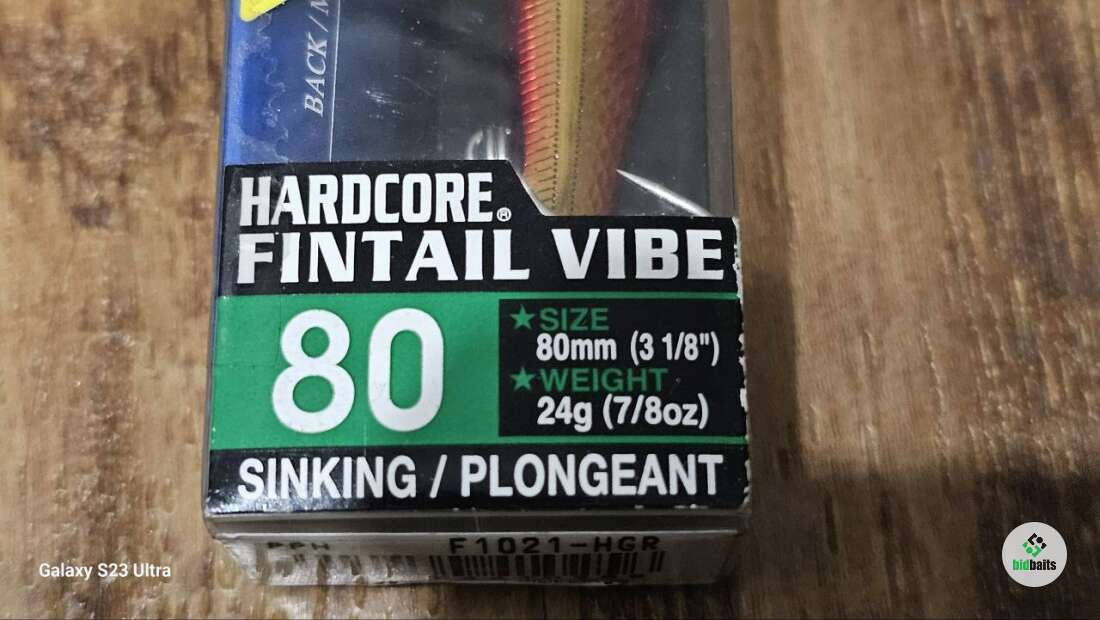 BACK / M
HARDCORE®
FINTAIL VIBE
80
★SIZE
80mm (3 1/8")
★WEIGHT
24g (7/8oz)
SINKING / PLONGEANT
F1021-HGR
Galaxy S23 Ultra
bidbaits